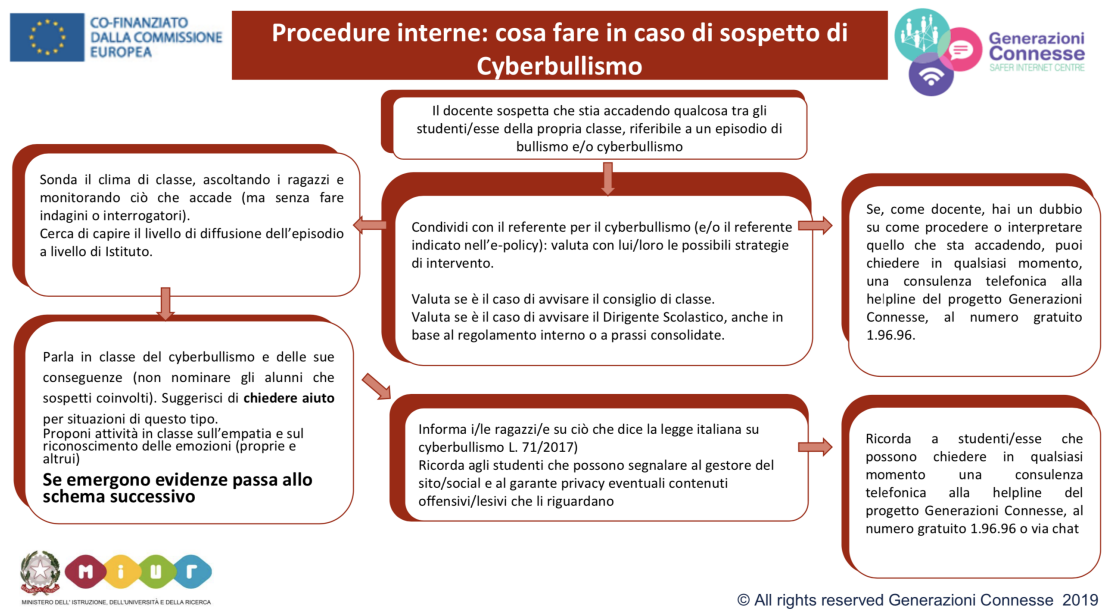 CO-FINANZIATO
DALLA COMMISSIONE
EUROPEA
Procedure interne: cosa fare in caso di sospetto di
Cyberbullismo
Generazioni
Connesse
SAFER INTERNET CENTRE
Il docente sospetta che stia accadendo qualcosa tra gli
studenti/esse della propria classe, riferibile a un episodio di
bullismo e/o cyberbullismo
Sonda il clima di classe, ascoltando i ragazzi e
monitorando ciò che accade (ma senza fare
indagini o interrogatori).
Cerca di capire il livello di diffusione dell’episodio
a livello di Istituto.
Condividi con il referente per il cyberbullismo (e/o il referente
indicato nell’e-policy): valuta con lui/loro le possibili strategie
di intervento.
Valuta se è il caso di avvisare il consiglio di classe.
Valuta se è il caso di avvisare il Dirigente Scolastico, anche in
base al regolamento interno o a prassi consolidate.
Se, come docente, hai un dubbio
su come procedere o interpretare
quello che sta accadendo, puoi
chiedere in qualsiasi momento,
una consulenza telefonica alla
helpline del progetto Generazioni
Connesse, al numero gratuito
1.96.96.
Parla in classe del cyberbullismo e delle sue
conseguenze (non nominare gli alunni che
sospetti coinvolti). Suggerisci di chiedere aiuto
per situazioni di questo tipo.
Proponi attività in classe sull’empatia e sul
riconoscimento delle emozioni (proprie e
altrui)
Se emergono evidenze passa allo
schema successivo
Informa i/le ragazzi/e su ciò che dice la legge italiana su
cyberbullismo L. 71/2017)
Ricorda agli studenti che possono segnalare al gestore del
sito/social e al garante privacy eventuali contenuti
offensivi/lesivi che li riguardano
Ricorda a studenti/esse che
possono chiedere in qualsiasi
momento una consulenza
telefonica alla helpline del
progetto Generazioni Connesse, al
numero gratuito 1.96.96 o via chat
miur
MINISTERO DELL' ISTRUZIONE, DELL'UNIVERSITÀ E DELLA RICERCA
© All rights reserved Generazioni Connesse 2019